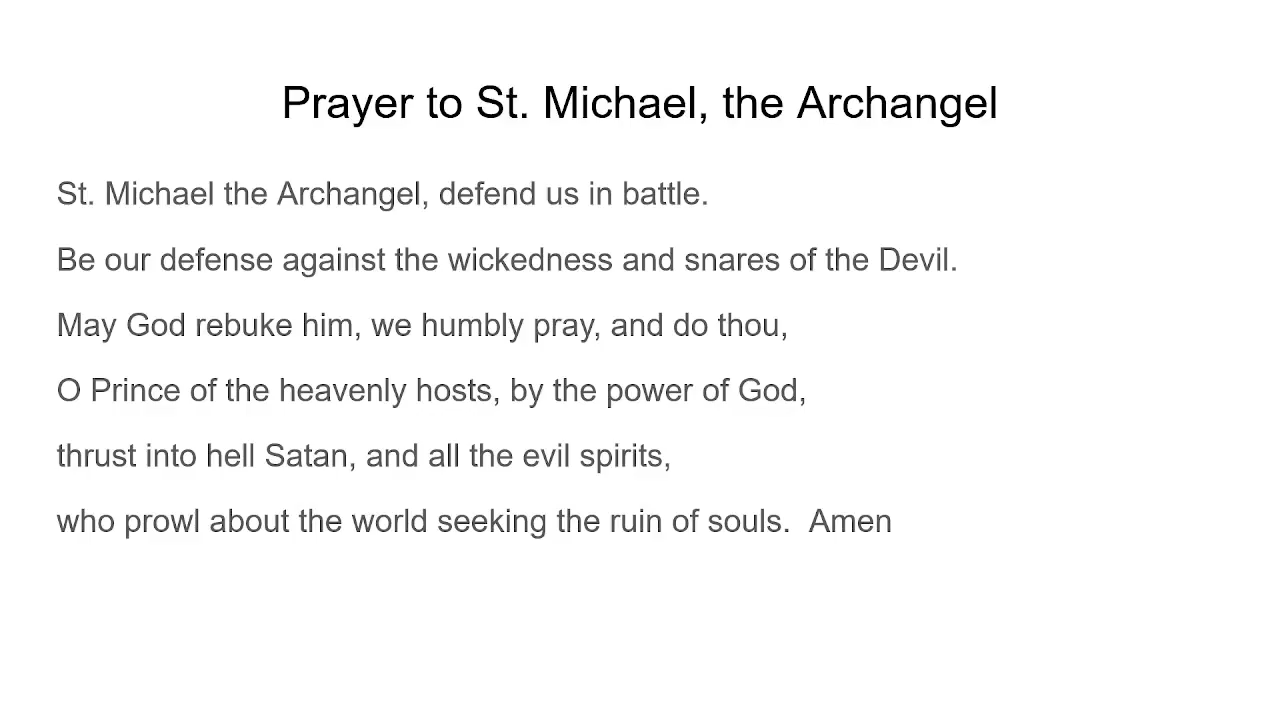 Prayer to St. Michael, the Archangel
St. Michael the Archangel, defend us in battle.
Be our defense against the wickedness and snares of the Devil.
May God rebuke him, we humbly pray, and do thou,
O Prince of the heavenly hosts, by the power of God,
thrust into hell Satan, and all the evil spirits,
who prowl about the world seeking the ruin of souls.  Amen